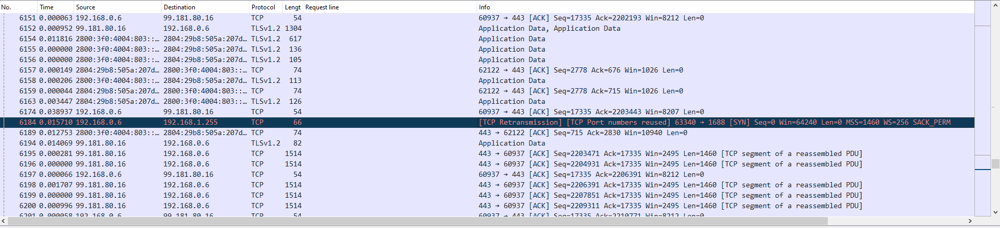 No. Time Source Destination Protocol Lengt Request line Info
6151 0.000063 192.168.0.6 99.181.80.16 TCP 54 60937 → 443 [ACK] Seq=17335 Ack=2202193 Win=8212 Len=0
6152 0.000952 99.181.80.16 192.168.0.6 TLSv1.2 1304 Application Data, Application Data
6154 0.011816 2800:3f0:4004:803::… 2804:29b8:505a:207d… TLSv1.2 617 Application Data
6155 0.000000 2800:3f0:4004:803::… 2804:29b8:505a:207d… TLSv1.2 136 Application Data
6156 0.000000 2800:3f0:4004:803::… 2804:29b8:505a:207d… TLSv1.2 105 Application Data
6157 0.000149 2804:29b8:505a:207d… 2800:3f0:4004:803::… TCP 74 62122 → 443 [ACK] Seq=2778 Ack=676 Win=1026 Len=0
6158 0.000206 2800:3f0:4004:803::… 2804:29b8:505a:207d… TLSv1.2 113 Application Data
6159 0.000044 2804:29b8:505a:207d… 2800:3f0:4004:803::… TCP 74 62122 → 443 [ACK] Seq=2778 Ack=715 Win=1026 Len=0
6163 0.003447 2804:29b8:505a:207d… 2800:3f0:4004:803::… TLSv1.2 126 Application Data
6174 0.038937 192.168.0.6 99.181.80.16 TCP 54 60937 → 443 [ACK] Seq=17335 Ack=2203443 Win=8207 Len=0
6184 0.015710 192.168.0.6 192.168.1.255 TCP 66 [TCP Retransmission] [TCP Port numbers reused] 63340 → 1688 [SYN] Seq=0 Win=64240 Len=0 MSS=1460 WS=256 SACK_PERM
6189 0.012753 2800:3f0:4004:803::… 2804:29b8:505a:207d… TCP 74 443 → 62122 [ACK] Seq=715 Ack=2830 Win=10940 Len=0
6194 0.014069 99.181.80.16 192.168.0.6 TLSv1.2 82 Application Data
6195 0.000281 99.181.80.16 192.168.0.6 TCP 1514 443 → 60937 [ACK] Seq=2203471 Ack=17335 Win=2495 Len=1460 [TCP segment of a reassembled PDU]
6196 0.000000 99.181.80.16 192.168.0.6 TCP 1514 443 → 60937 [ACK] Seq=2204931 Ack=17335 Win=2495 Len=1460 [TCP segment of a reassembled PDU]
6197 0.000066 192.168.0.6 99.181.80.16 TCP 54 60937 → 443 [ACK] Seq=17335 Ack=2206391 Win=8212 Len=0
6198 0.001707 99.181.80.16 192.168.0.6 TCP 1514 443 → 60937 [ACK] Seq=2206391 Ack=17335 Win=2495 Len=1460 [TCP segment of a reassembled PDU]
6199 0.000000 99.181.80.16 192.168.0.6 TCP 1514 443 → 60937 [ACK] Seq=2207851 Ack=17335 Win=2495 Len=1460 [TCP segment of a reassembled PDU]
6200 0.000996 99.181.80.16 192.168.0.6 TCP 1514 443 → 60937 [ACK] Seq=2209311 Ack=17335 Win=2495 Len=1460 [TCP segment of a reassembled PDU]
6201 0.000058 192.168.0.6 99.181.80.16 TCP 54 60937 → 443 [ACK] Seq=17335 Ack=2210771 Win=8212 Len=0